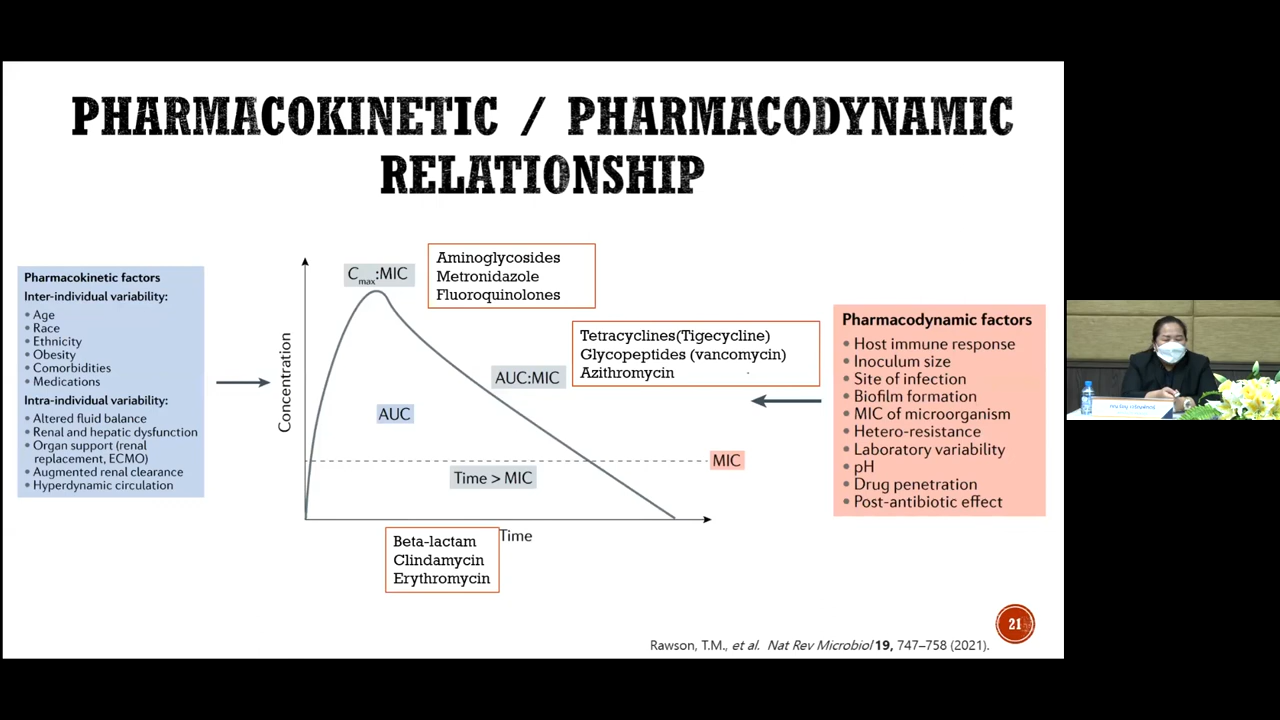 PHARMACOKINETIC / PHARMACODYNAMIC
RELATIONSHIP
Pharmacokinetic factors
Inter-individual variability:
• Age
• Race
• Ethnicity
• Obesity
• Comorbidities
• Medications
Intra-individual variability:
• Altered fluid balance
• Renal and hepatic dysfunction
• Organ support (renal
replacement, ECMO)
• Augmented renal clearance
• Hyperdynamic circulation
Concentration
Cmax:MIC
Aminoglycosides
Metronidazole
Fluoroquinolones
Tetracyclines(Tigecycline)
Glycopeptides (vancomycin)
Azithromycin
AUC:MIC
AUC
MIC
Time > MIC
Time
Beta-lactam
Clindamycin
Erythromycin
Pharmacodynamic factors
• Host immune response
• Inoculum size
• Site of infection
• Biofilm formation
• MIC of microorganism
• Hetero-resistance
• Laboratory variability
• pH
• Drug penetration
• Post-antibiotic effect
21
Rawson, T.M., et al. Nat Rev Microbiol 19, 747–758 (2021).